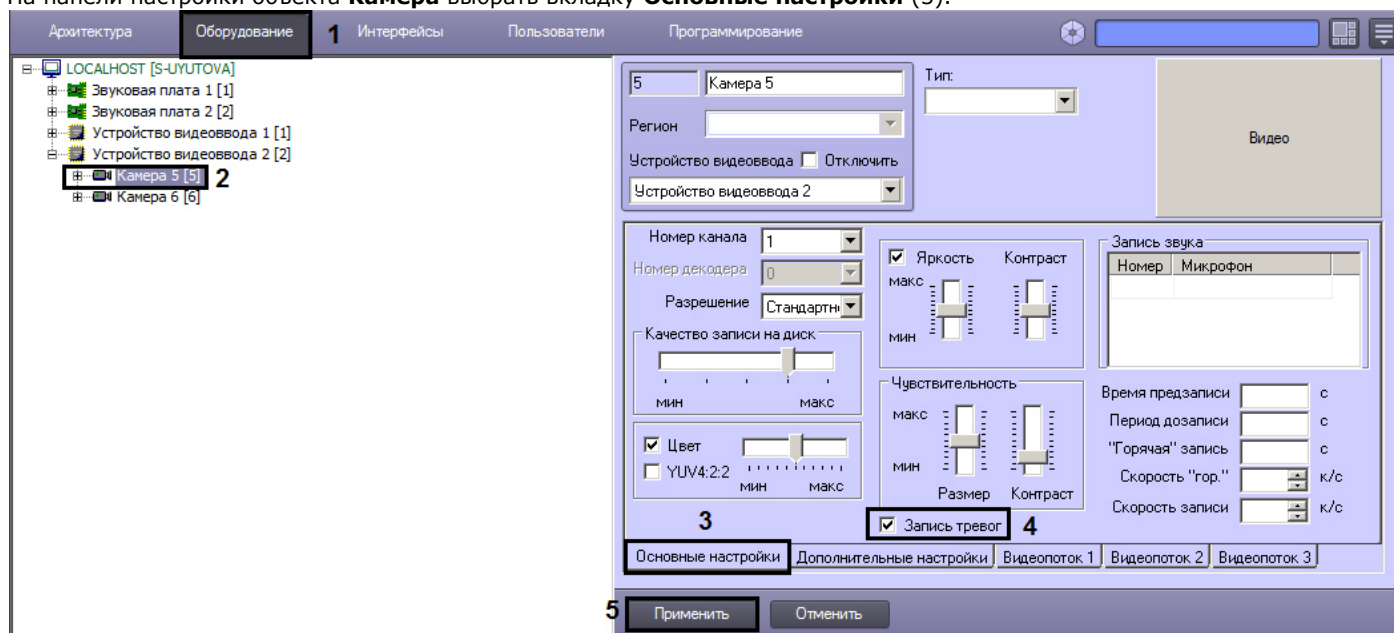 На панели настройки объекта Камера выбрать вкладку Основные настройки (3).
Архитектура Оборудование 1 Интерфейсы Пользователи Программирование
LOCALHOST [S-UYUTOVA]
Звуковая плата 1 [1]
Звуковая плата 2 [2]
Устройство видеоввода 1 [1]
Устройство видеоввода 2 [2]
Камера 5 [5] 2
Камера 6 [6]
5 Камера 5
Тип:
Регион
Устройство видеоввода Отключить
Устройство видеоввода 2
Видео
Номер канала 1
Номер декодера 0
Разрешение Стандартн
Качество записи на диск
мин макс
Цвет
YUV4:2:2
мин макс
3
Яркость Контраст
макс
мин
Чувствительность
макс
мин
Размер Контраст
Запись тревог 4
Запись звука
Номер Микрофон
Время предзаписи с
Период дозаписи с
"Горячая" запись с
Скорость "гор." к/с
Скорость записи к/с
Основные настройки Дополнительные настройки Видеопоток 1 Видеопоток 2 Видеопоток 3
5 Применить Отменить